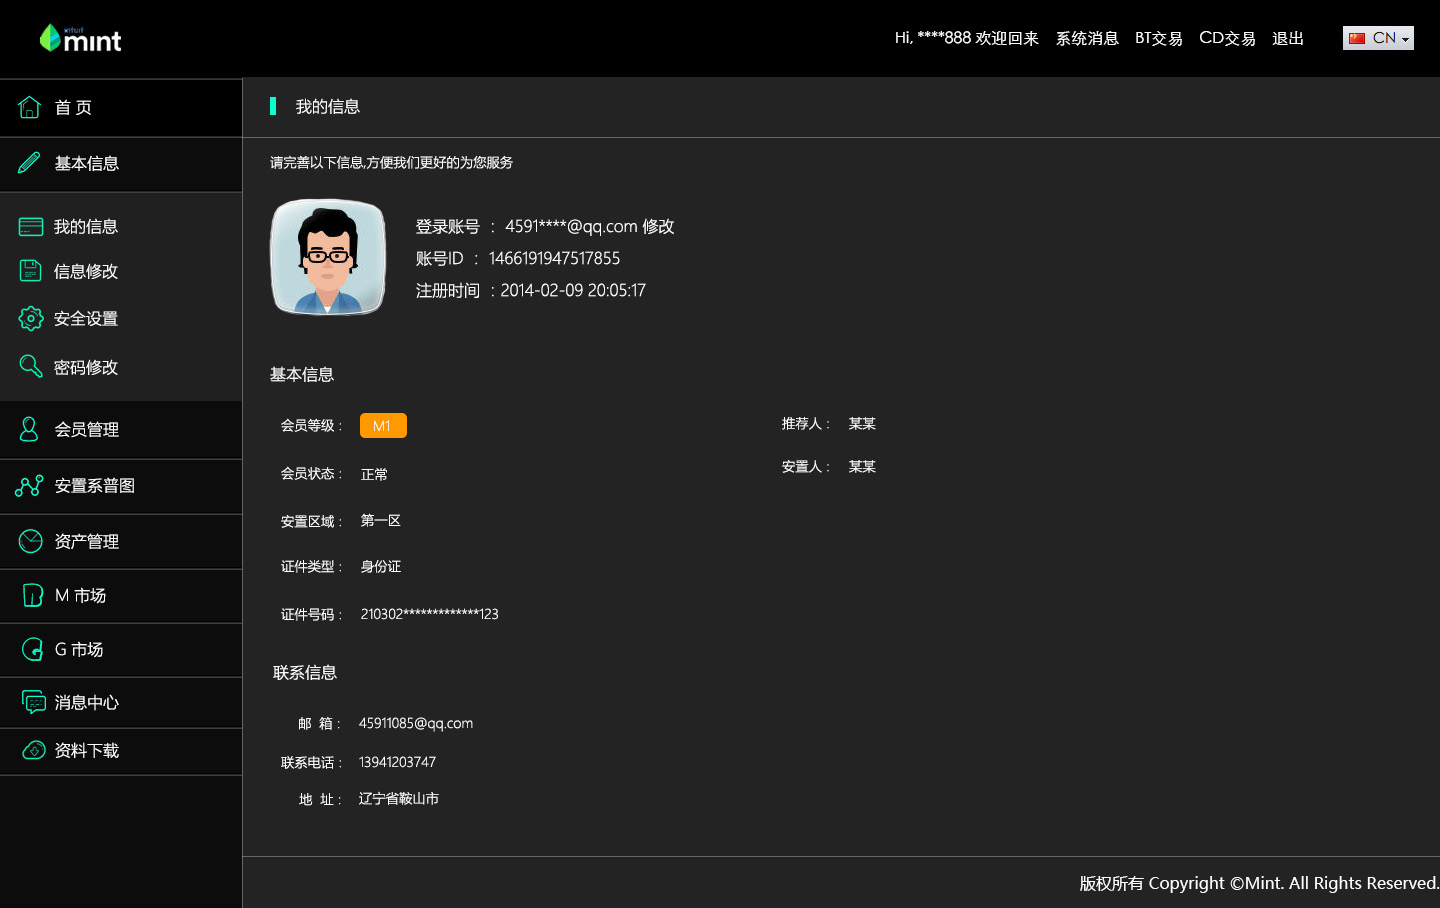 intuit
mint
Hi, ****888 欢迎回来 系统消息 BT交易 CD交易 退出 CN
首 页
基本信息
我的信息
信息修改
安全设置
密码修改
会员管理
安置系普图
资产管理
M 市场
G 市场
消息中心
资料下载
我的信息
请完善以下信息,方便我们更好的为您服务
登录账号 : 4591****@qq.com 修改
账号ID : 1466191947517855
注册时间 : 2014-02-09 20:05:17
基本信息
会员等级 : M1
会员状态 : 正常
安置区域 : 第一区
证件类型 : 身份证
证件号码 : 210302*************123
推荐人 : 某某
安置人 : 某某
联系信息
邮 箱 : 45911085@qq.com
联系电话 : 13941203747
地 址 : 辽宁省鞍山市
版权所有 Copyright ©Mint. All Rights Reserved.